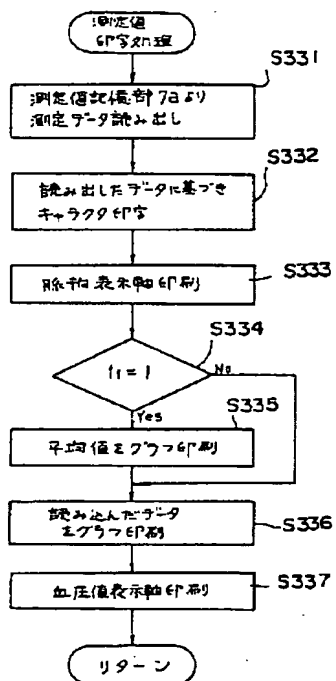 測定値
印字処理
S331
測定値記憶部7aより
測定データ読み出し
S332
読み出したデータに基づき
キャラクタ印字
S333
脈拍表示軸印刷
S334
f1=1
No
Yes
S335
平均値をグラフ印刷
読み込んだデータ
をグラフ印刷
S336
血圧値表示軸印刷
S337
リターン